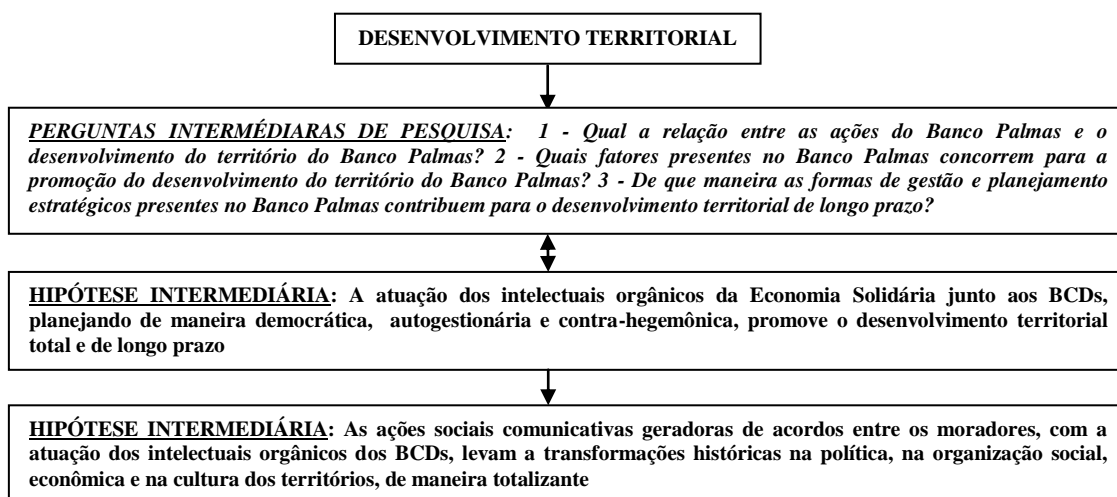 DESENVOLVIMENTO TERRITORIAL
PERGUNTAS INTERMÉDIARAS DE PESQUISA: 1 - Qual a relação entre as ações do Banco Palmas e o
desenvolvimento do território do Banco Palmas? 2 - Quais fatores presentes no Banco Palmas concorrem para a
promoção do desenvolvimento do território do Banco Palmas? 3 - De que maneira as formas de gestão e planejamento
estratégicos presentes no Banco Palmas contribuem para o desenvolvimento territorial de longo prazo?
HIPÓTESE INTERMEDIÁRIA: A atuação dos intelectuais orgânicos da Economia Solidária junto aos BCDs,
planejando de maneira democrática, autogestionária e contra-hegemônica, promove o desenvolvimento territorial
total e de longo prazo
HIPÓTESE INTERMEDIÁRIA: As ações sociais comunicativas geradoras de acordos entre os moradores, com a
atuação dos intelectuais orgânicos dos BCDs, levam a transformações históricas na política, na organização social,
econômica e na cultura dos territórios, de maneira totalizante